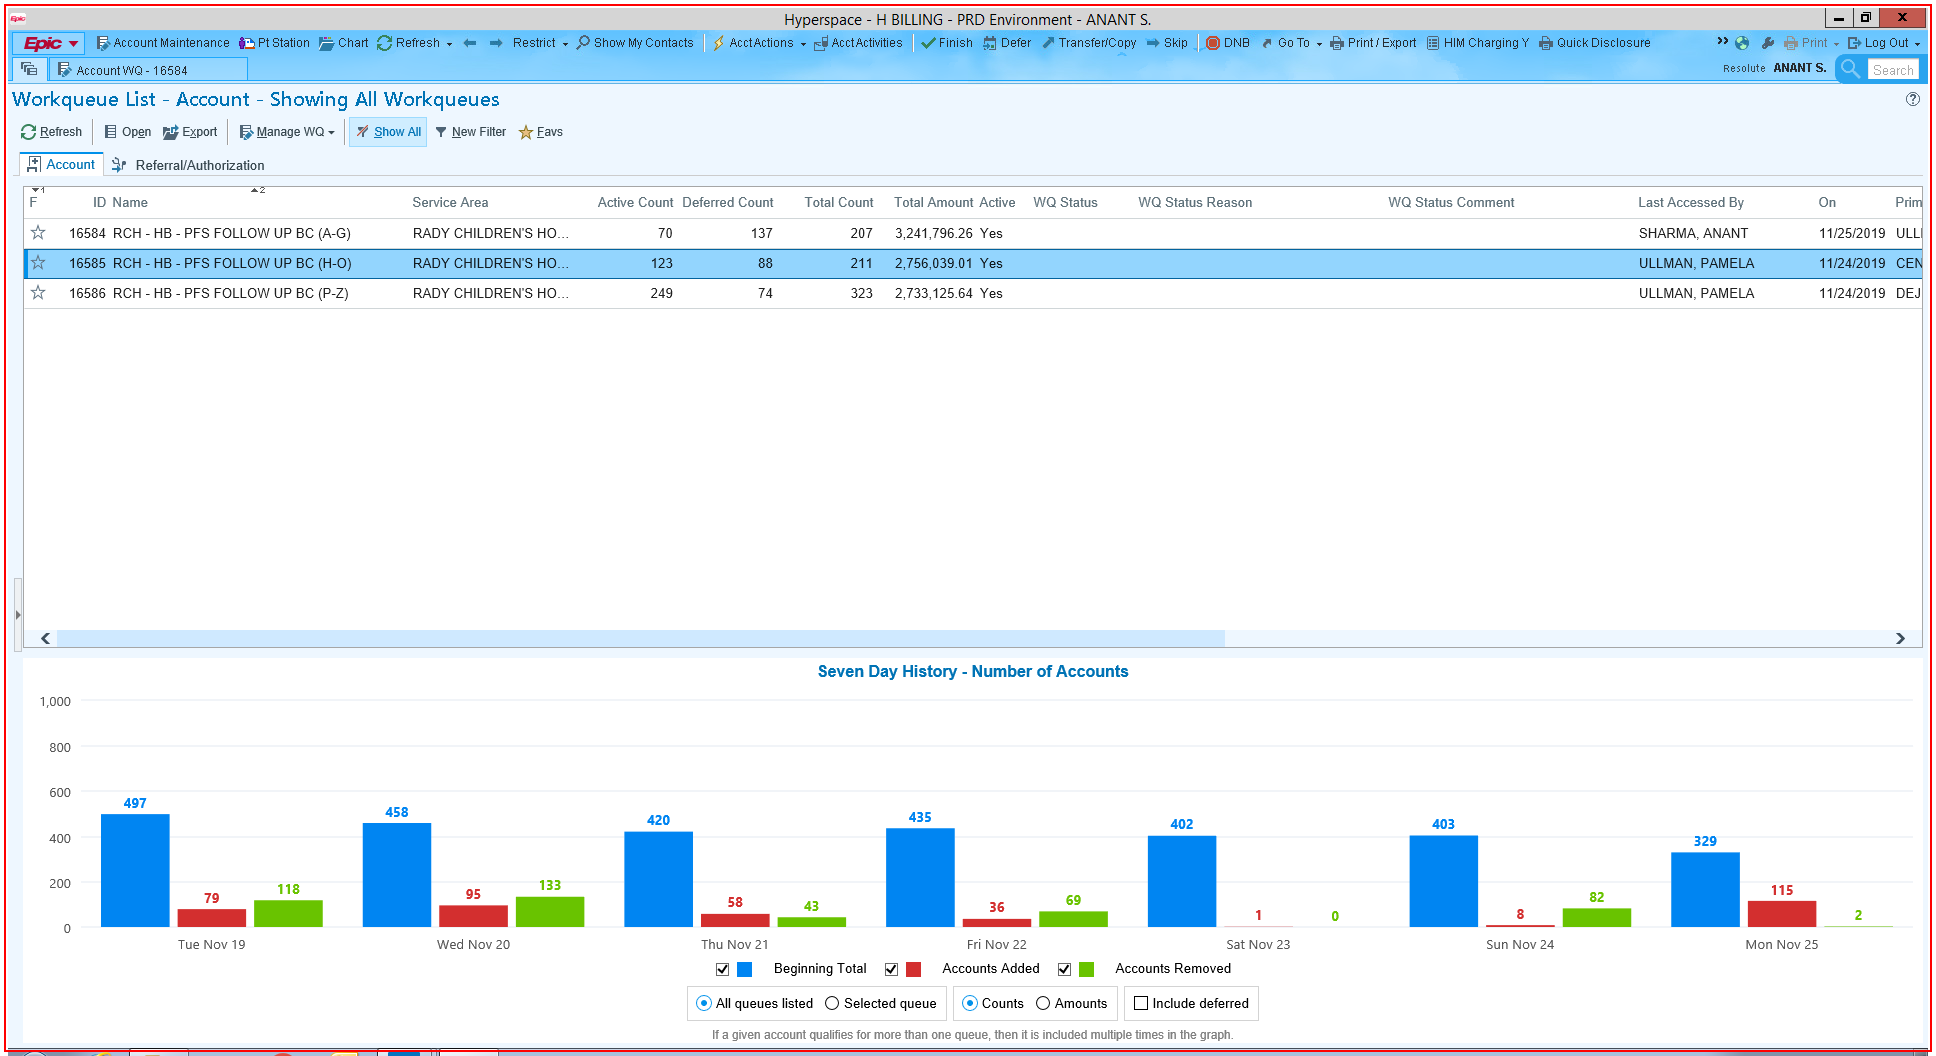 Epic Hyperspace - H BILLING - PRD Environment - ANANT S.
Epic Account Maintenance Pt Station Chart Refresh Restrict Show My Contacts AcctActions AcctActivities Finish Defer Transfer/Copy Skip DNB Go To Print / Export HIM Charging Y Quick Disclosure Print Log Out
Account WQ - 16584 Resolute ANANT S. Search
Workqueue List - Account - Showing All Workqueues
Refresh Open Export Manage WQ Show All New Filter Favs
Account Referral/Authorization
1 2
F ID Name Service Area Active Count Deferred Count Total Count Total Amount Active WQ Status WQ Status Reason WQ Status Comment Last Accessed By On Prim
16584 RCH - HB - PFS FOLLOW UP BC (A-G) RADY CHILDREN'S HO... 70 137 207 3,241,796.26 Yes SHARMA, ANANT 11/25/2019 ULL
16585 RCH - HB - PFS FOLLOW UP BC (H-O) RADY CHILDREN'S HO... 123 88 211 2,756,039.01 Yes ULLMAN, PAMELA 11/24/2019 CEN
16586 RCH - HB - PFS FOLLOW UP BC (P-Z) RADY CHILDREN'S HO... 249 74 323 2,733,125.64 Yes ULLMAN, PAMELA 11/24/2019 DEJ
Seven Day History - Number of Accounts
1,000
800
600
400
200
0
497 79 118
458 95 133
420 58 43
435 36 69
402 1 0
403 8 82
329 115 2
Tue Nov 19 Wed Nov 20 Thu Nov 21 Fri Nov 22 Sat Nov 23 Sun Nov 24 Mon Nov 25
Beginning Total Accounts Added Accounts Removed
All queues listed Selected queue Counts Amounts Include deferred
If a given account qualifies for more than one queue, then it is included multiple times in the graph.